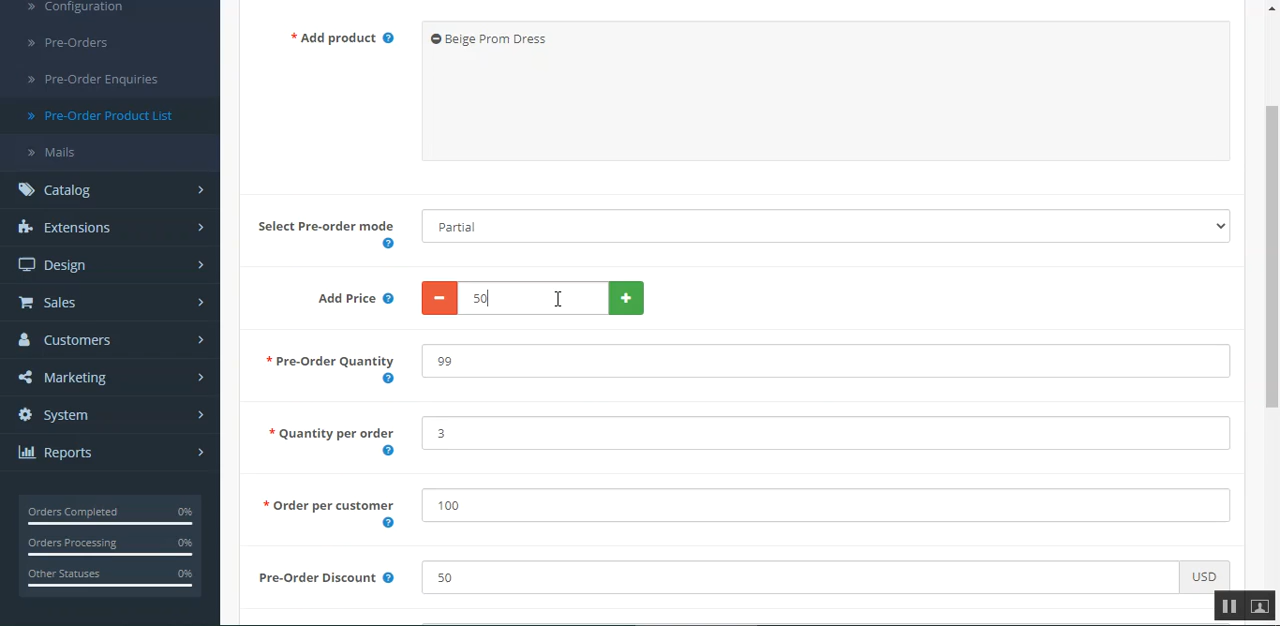 Configuration
Pre-Orders
Pre-Order Enquiries
Pre-Order Product List
Mails
Catalog
Extensions
Design
Sales
Customers
Marketing
System
Reports
Orders Completed 0%
Orders Processing 0%
Other Statuses 0%
* Add product
Beige Prom Dress
Select Pre-order mode
Partial
Add Price
50
* Pre-Order Quantity
99
* Quantity per order
3
* Order per customer
100
Pre-Order Discount
50
USD